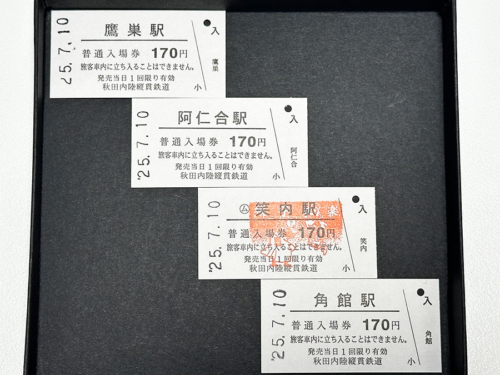 25.7.10
鷹巣駅
普通入場券 170円
旅客車内に立ち入ることはできません。
発売当日1回限り有効
秋田内陸縦貫鉄道 小
入
鷹巣
25.7.10
阿仁合駅
普通入場券 170円
旅客車内に立ち入ることはできません。
発売当日1回限り有効
秋田内陸縦貫鉄道 小
入
阿仁合
25.7.10
ム 笑内駅
普通入場券 170円
旅客車内に立ち入ることはできません。
発売当日1回限り有効
秋田内陸縦貫鉄道 小
入
笑内
25.7.10
角館駅
普通入場券 170円
旅客車内に立ち入ることはできません。
発売当日1回限り有効
秋田内陸縦貫鉄道 小
入
角館